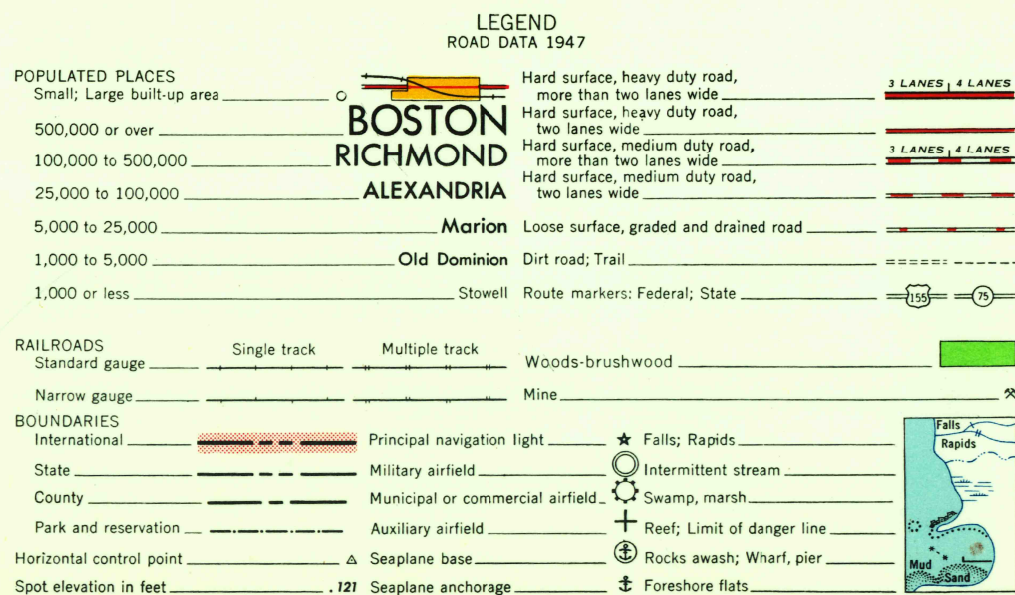 LEGEND
ROAD DATA 1947
POPULATED PLACES
Small; Large built-up area
500,000 or over BOSTON
100,000 to 500,000 RICHMOND
25,000 to 100,000 ALEXANDRIA
5,000 to 25,000 Marion
1,000 to 5,000 Old Dominion
1,000 or less Stowell
Hard surface, heavy duty road,
more than two lanes wide 3 LANES 4 LANES
Hard surface, heavy duty road,
two lanes wide
Hard surface, medium duty road,
more than two lanes wide 3 LANES 4 LANES
Hard surface, medium duty road,
two lanes wide
Loose surface, graded and drained road
Dirt road; Trail
Route markers: Federal; State 155 75
RAILROADS Single track Multiple track
Standard gauge
Narrow gauge
Woods-brushwood
Mine
BOUNDARIES
International
State
County
Park and reservation
Horizontal control point
Spot elevation in feet .121
Principal navigation light
Military airfield
Municipal or commercial airfield
Auxiliary airfield
Seaplane base
Seaplane anchorage
Falls; Rapids
Intermittent stream
Swamp, marsh
Reef; Limit of danger line
Rocks awash; Wharf, pier
Foreshore flats
Falls
Rapids
Mud
Sand